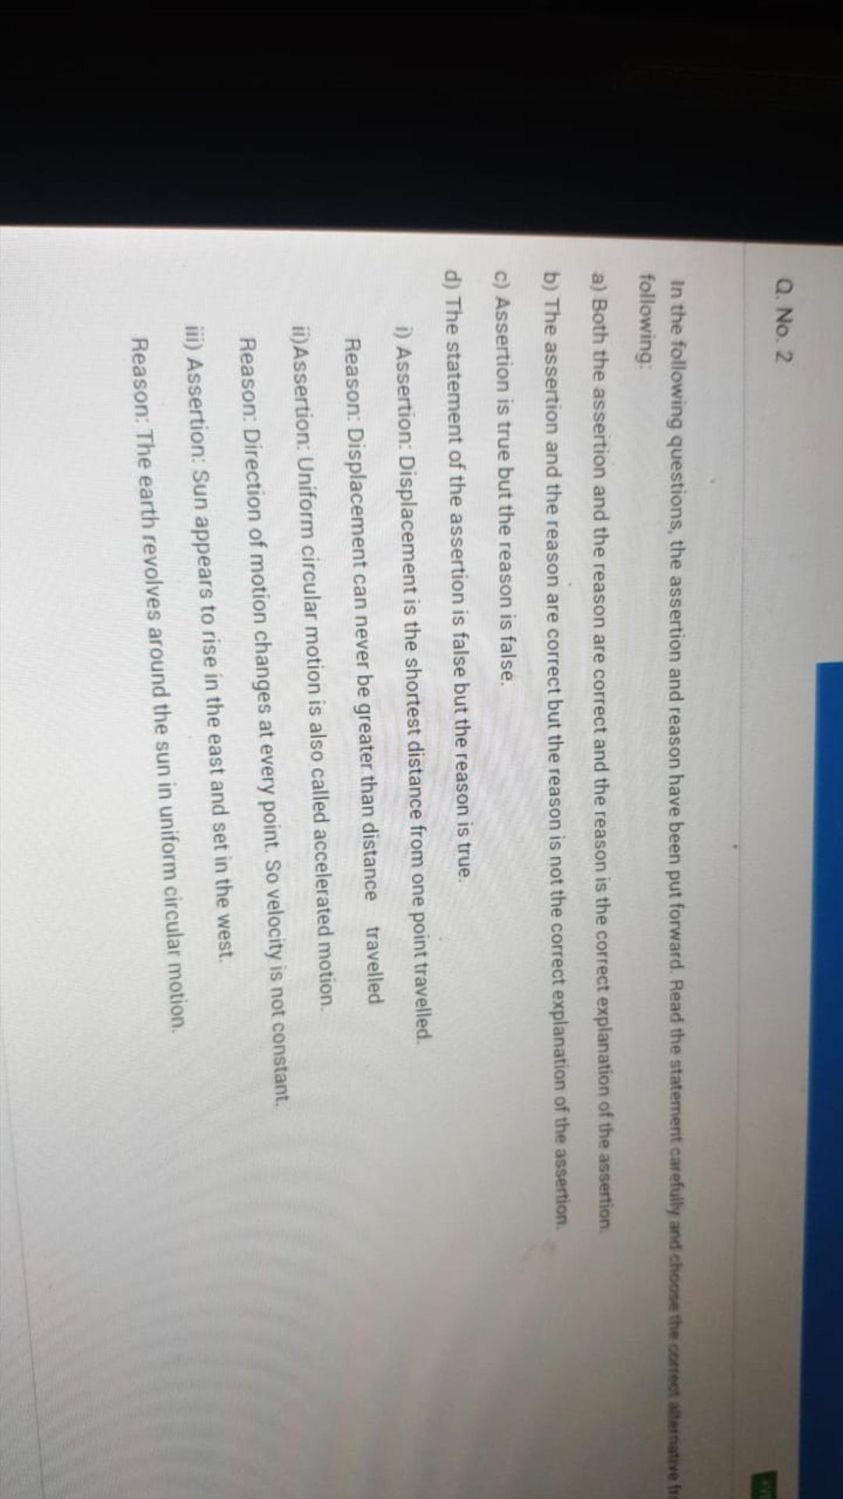 Q. No. 2
In the following questions, the assertion and reason have been put forward. Read the statement carefully and choose the correct alternative
following:
a) Both the assertion and the reason are correct and the reason is the correct explanation of the assertion.
b) The assertion and the reason are correct but the reason is not the correct explanation of the assertion.
c) Assertion is true but the reason is false.
d) The statement of the assertion is false but the reason is true.
i) Assertion: Displacement is the shortest distance from one point travelled.
Reason: Displacement can never be greater than distance travelled
ii)Assertion: Uniform circular motion is also called accelerated motion.
Reason: Direction of motion changes at every point. So velocity is not constant.
iii) Assertion: Sun appears to rise in the east and set in the west.
Reason: The earth revolves around the sun in uniform circular motion.